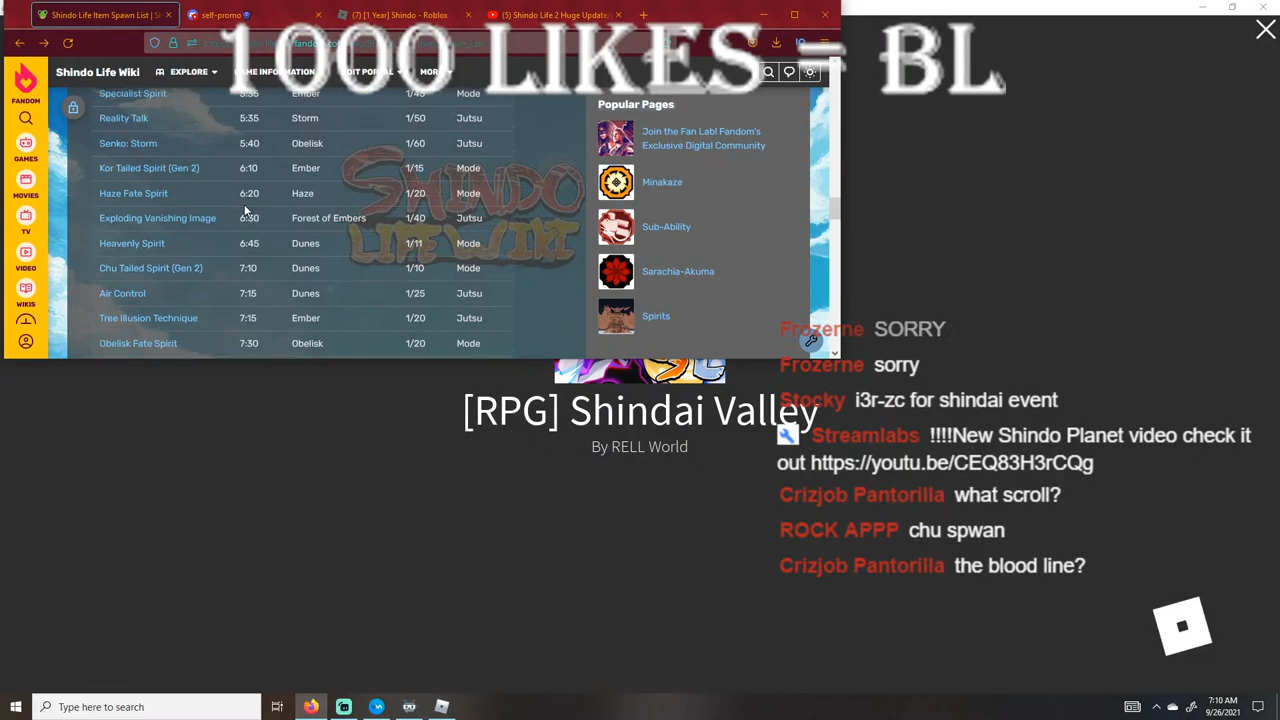 Shindo Life Item Spawn List |
self-promo
(7) [1 Year] Shindo - Roblox
(5) Shindo Life 2 Huge Update/
1000 LIKES = BL
FANDOM
GAMES
MOVIES
TV
VIDEO
WIKIS
Shindo Life Wiki
EXPLORE
GAME INFORMATION
Specialist Spirit 5:35 Ember 1/45 Mode
Reality Talk 5:35 Storm 1/50 Jutsu
Senko: Storm 5:40 Obelisk 1/60 Jutsu
Kor Tailed Spirit (Gen 2) 6:10 Ember 1/15 Mode
Haze Fate Spirit 6:20 Haze 1/20 Mode
Exploding Vanishing Image 6:30 Forest of Embers 1/40 Jutsu
Heavenly Spirit 6:45 Dunes 1/11 Mode
Chu Tailed Spirit (Gen 2) 7:10 Dunes 1/10 Mode
Air Control 7:15 Dunes 1/25 Jutsu
Tree Illusion Technique 7:15 Ember 1/20 Jutsu
Obelisk Fate Spirit 7:30 Obelisk 1/20 Mode
SHINDO
LIFE WIKI
Popular Pages
Join the Fan Lab! Fandom's
Exclusive Digital Community
Minakaze
Sub-Ability
Sarachia-Akuma
Spirits
[RPG] Shindai Valley
By RELL World
Frozerne SORRY
Frozerne sorry
Stocky i3r-zc for shindai event
Streamlabs !!!!New Shindo Planet video check it
out https://youtu.be/CEQ83H3rCQg
Crizjob Pantorilla what scroll?
ROCK APPP chu spwan
Crizjob Pantorilla the blood line?
Type here to search
7:10 AM
9/26/2021